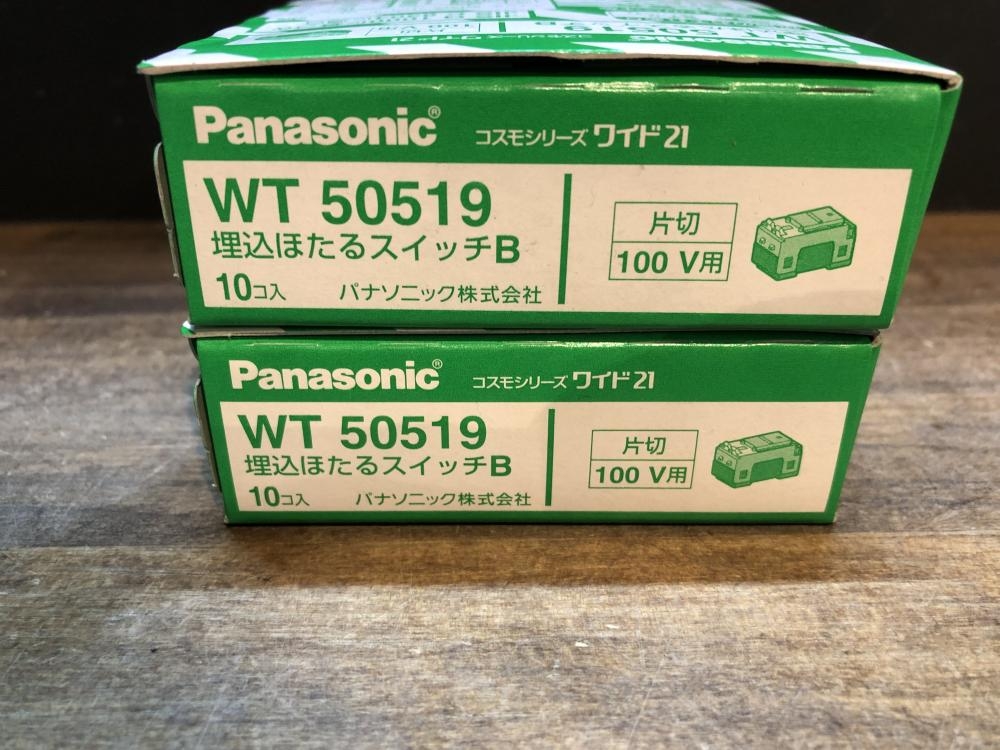 Panasonic® コスモシリーズ ワイド21
WT 50519
埋込ほたるスイッチB
10コ入 パナソニック株式会社
片切
100 V用
Panasonic® コスモシリーズ ワイド21
WT 50519
埋込ほたるスイッチB
10コ入 パナソニック株式会社
片切
100 V用